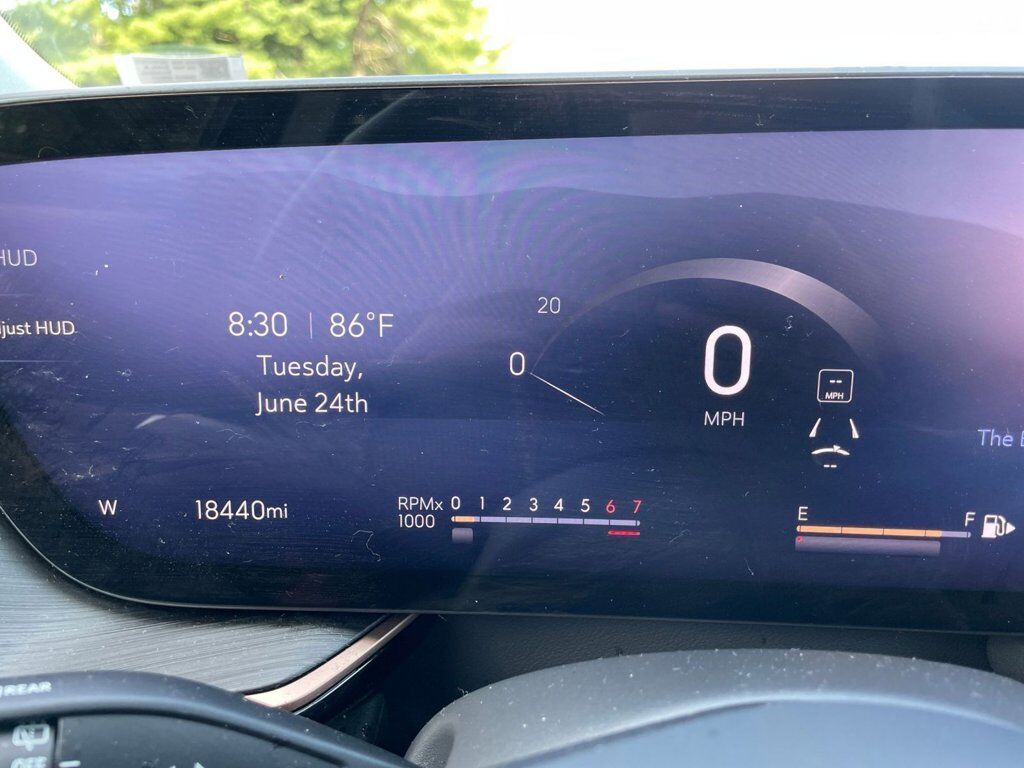 HUD
just HUD
8:30 | 86°F
Tuesday,
June 24th
20
0
0
MPH
--
MPH
--
The
W
18440mi
RPMx 0 1 2 3 4 5 6 7
1000
E F
REAR
OFF